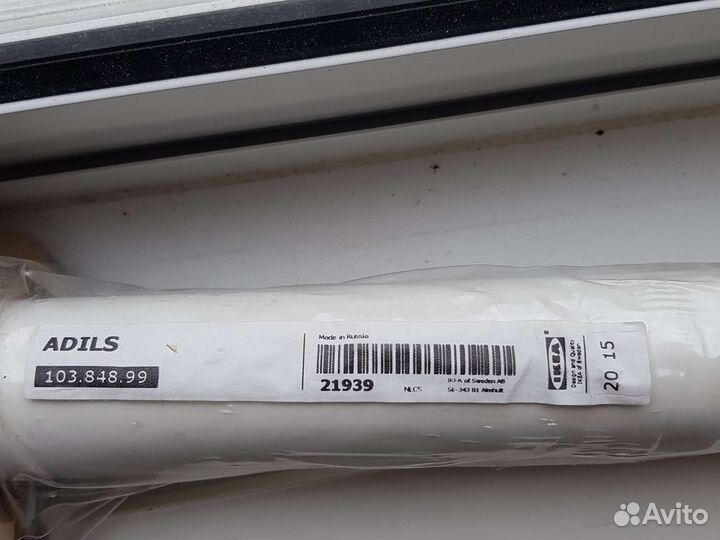 ADILS
103.848.99
Made in Russia
21939
NLCS
IKEA of Sweden AB
SE-343 81 Älmhult
IKEA
®
Design and Quality
IKEA of Sweden
20 15
Avito